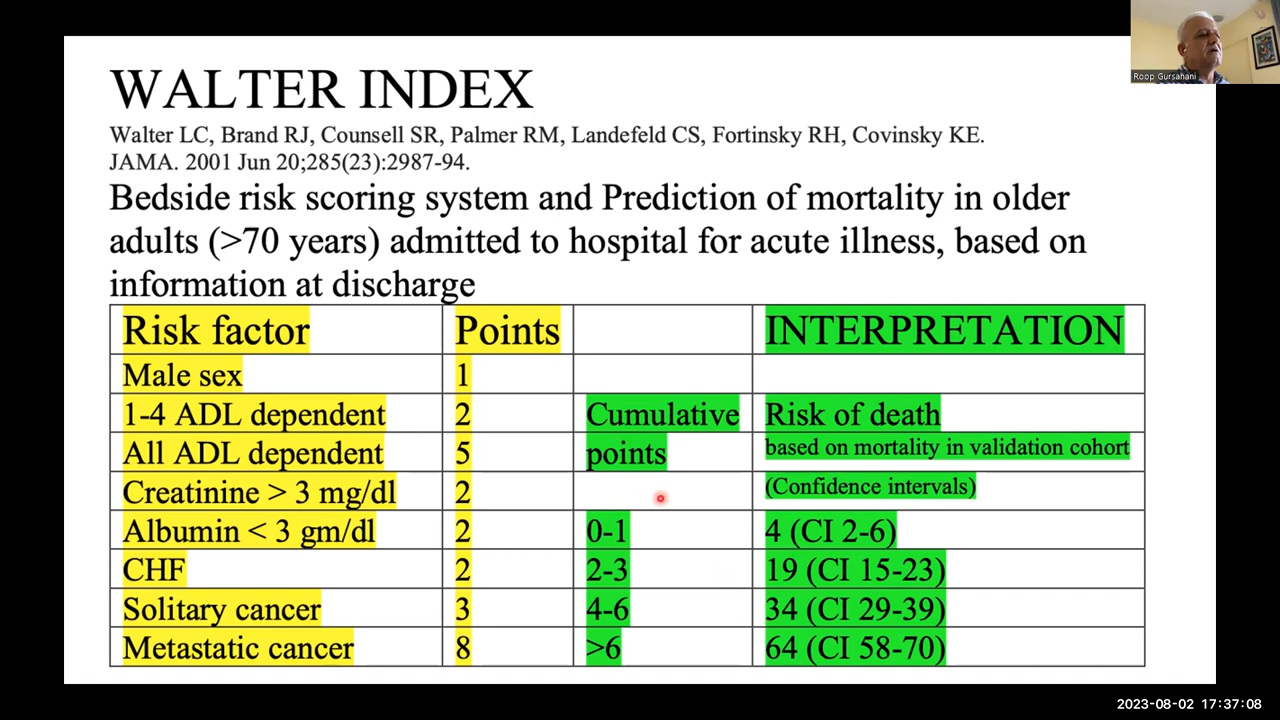 WALTER INDEX
Walter LC, Brand RJ, Counsell SR, Palmer RM, Landefeld CS, Fortinsky RH, Covinsky KE.
JAMA. 2001 Jun 20;285(23):2987-94.
Bedside risk scoring system and Prediction of mortality in older
adults (>70 years) admitted to hospital for acute illness, based on
information at discharge
Risk factor Points INTERPRETATION
Male sex 1
1-4 ADL dependent 2 Cumulative Risk of death
All ADL dependent 5 points based on mortality in validation cohort
Creatinine > 3 mg/dl 2 (Confidence intervals)
Albumin < 3 gm/dl 2 0-1 4 (CI 2-6)
CHF 2 2-3 19 (CI 15-23)
Solitary cancer 3 4-6 34 (CI 29-39)
Metastatic cancer 8 >6 64 (CI 58-70)
Roop Gursahani
2023-08-02 17:37:08